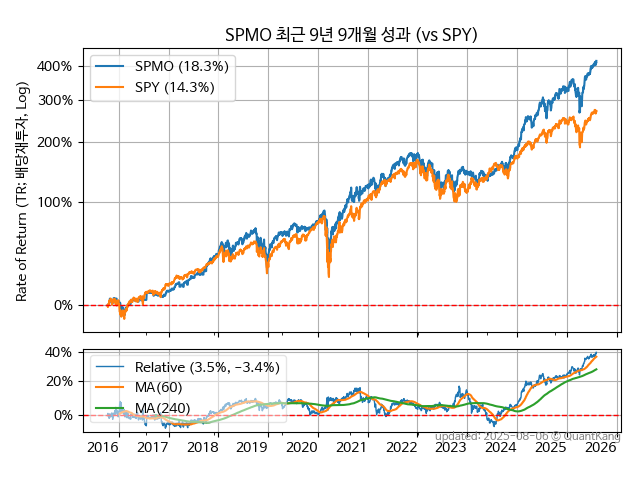 SPMO 최근 9년 9개월 성과 (vs SPY)
Rate of Return (TR: 배당재투자, Log)
400%
300%
200%
100%
0%
SPMO (18.3%)
SPY (14.3%)
40%
20%
0%
Relative (3.5%, −3.4%)
MA(60)
MA(240)
updated: 2025-08-06 © QuantKang
2016 2017 2018 2019 2020 2021 2022 2023 2024 2025 2026